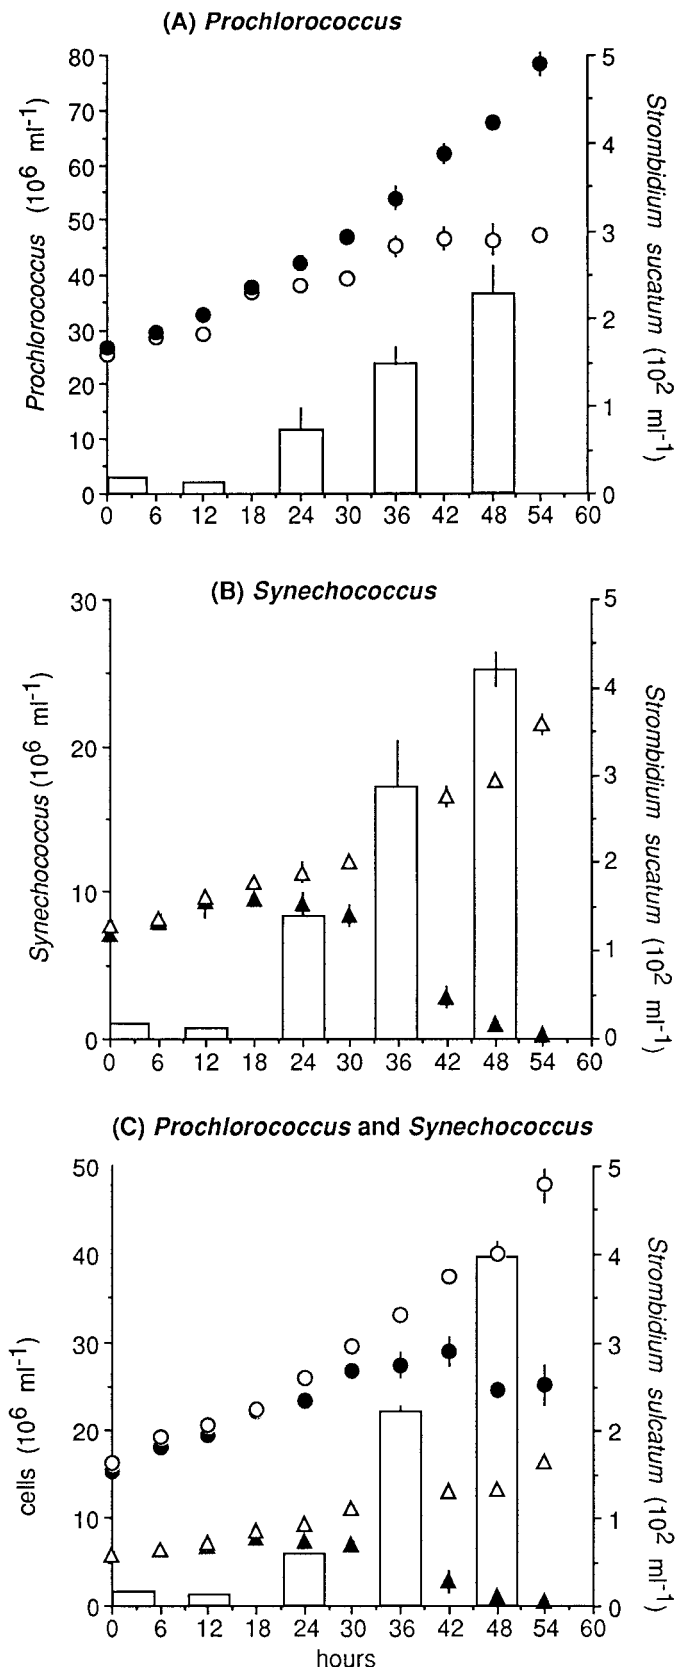 (A) Prochlorococcus
80
70
60
50
40
30
20
10
0
Prochlorococcus (10⁶ ml⁻¹)
5
4
3
2
1
0
Strombidium sucatum (10² ml⁻¹)
0 6 12 18 24 30 36 42 48 54 60
(B) Synechococcus
30
20
10
0
Synechococcus (10⁶ ml⁻¹)
5
4
3
2
1
0
Strombidium sucatum (10² ml⁻¹)
0 6 12 18 24 30 36 42 48 54 60
(C) Prochlorococcus and Synechococcus
50
40
30
20
10
0
cells (10⁶ ml⁻¹)
5
4
3
2
1
0
Strombidium sulcatum (10² ml⁻¹)
0 6 12 18 24 30 36 42 48 54 60
hours